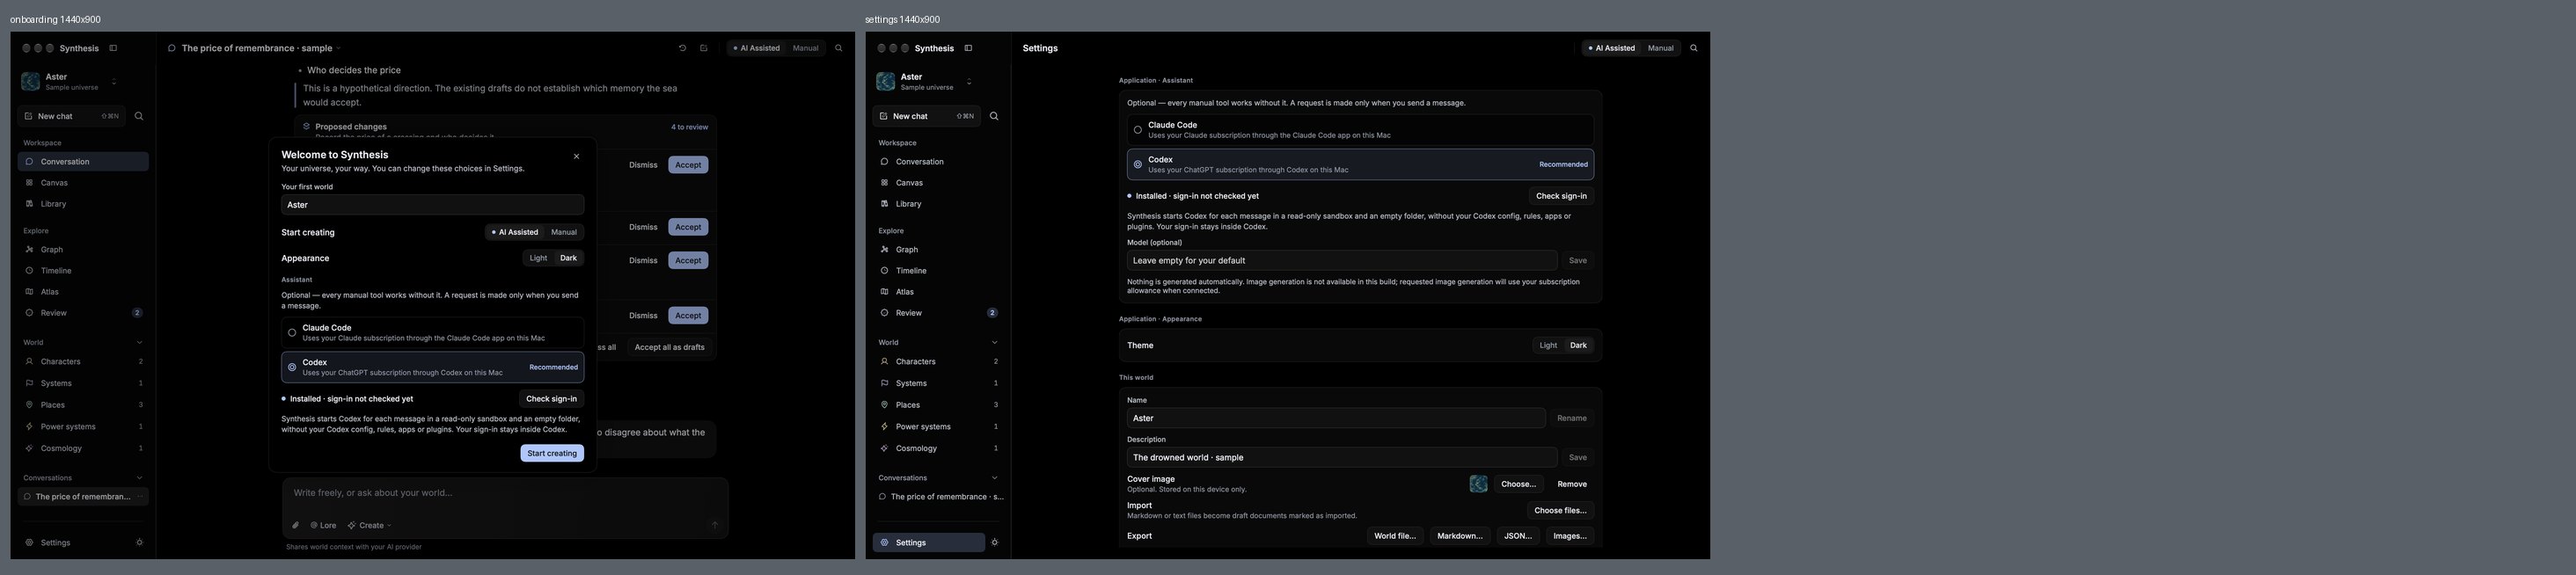 onboarding 1440x900
Synthesis
The price of remembrance · sample
AI Assisted Manual
Aster
Sample universe
New chat ⇧⌘N
Workspace
Conversation
Canvas
Library
Explore
Graph
Timeline
Atlas
Review 2
World
Characters 2
Systems 1
Places 3
Power systems 1
Cosmology 1
Conversations
The price of remembran...
Settings
• Who decides the price
This is a hypothetical direction. The existing drafts do not establish which memory the sea
would accept.
Proposed changes 4 to review
Dismiss Accept
Dismiss Accept
Dismiss Accept
Dismiss Accept
ss all Accept all as drafts
o disagree about what the
Welcome to Synthesis
Your universe, your way. You can change these choices in Settings.
Your first world
Aster
Start creating AI Assisted Manual
Appearance Light Dark
Assistant
Optional — every manual tool works without it. A request is made only when you send
a message.
Claude Code
Uses your Claude subscription through the Claude Code app on this Mac
Codex
Uses your ChatGPT subscription through Codex on this Mac
Recommended
Installed · sign-in not checked yet Check sign-in
Synthesis starts Codex for each message in a read-only sandbox and an empty folder,
without your Codex config, rules, apps or plugins. Your sign-in stays inside Codex.
Start creating
Write freely, or ask about your world...
@ Lore Create
Shares world context with your AI provider
settings 1440x900
Synthesis
Settings
AI Assisted Manual
Aster
Sample universe
New chat ⇧⌘N
Workspace
Conversation
Canvas
Library
Explore
Graph
Timeline
Atlas
Review 2
World
Characters 2
Systems 1
Places 3
Power systems 1
Cosmology 1
Conversations
The price of remembrance · s...
Settings
Application · Assistant
Optional — every manual tool works without it. A request is made only when you send a message.
Claude Code
Uses your Claude subscription through the Claude Code app on this Mac
Codex
Uses your ChatGPT subscription through Codex on this Mac
Recommended
Installed · sign-in not checked yet Check sign-in
Synthesis starts Codex for each message in a read-only sandbox and an empty folder, without your Codex config, rules, apps or
plugins. Your sign-in stays inside Codex.
Model (optional)
Leave empty for your default Save
Nothing is generated automatically. Image generation is not available in this build; requested image generation will use your subscription
allowance when connected.
Application · Appearance
Theme Light Dark
This world
Name
Aster Rename
Description
The drowned world · sample Save
Cover image
Optional. Stored on this device only.
Choose... Remove
Import
Markdown or text files become draft documents marked as imported.
Choose files...
Export World file... Markdown... JSON... Images...